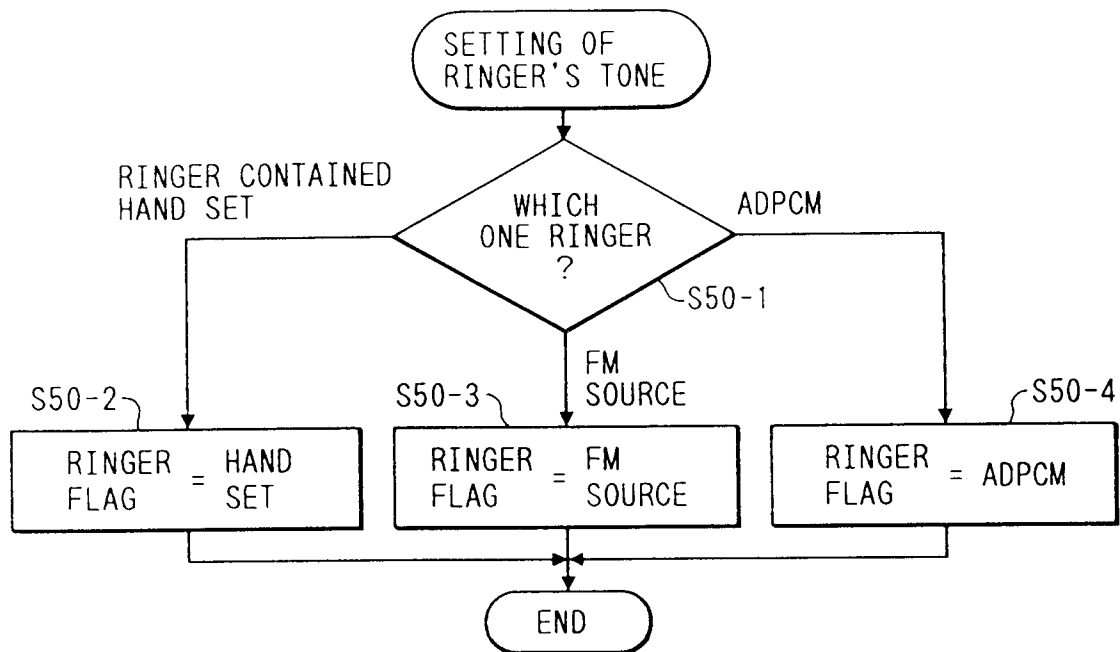 SETTING OF
RINGER'S TONE
RINGER CONTAINED
HAND SET
WHICH
ONE RINGER
?
ADPCM
S50-1
FM
SOURCE
S50-2
RINGER
FLAG
=
HAND
SET
S50-3
RINGER
FLAG
=
FM
SOURCE
S50-4
RINGER
FLAG
= ADPCM
END